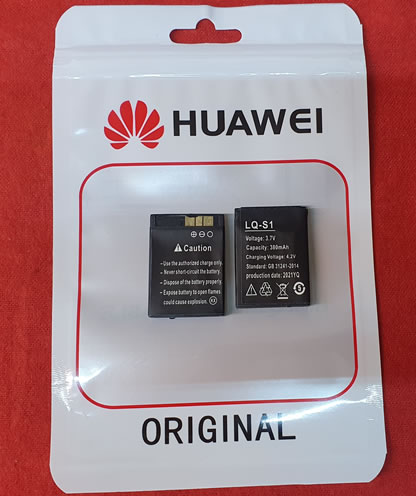 HUAWEI
Caution
- Use the authorized charge only.
- Never short-circuit the battery.
- Dispose of the battery properly.
- Expose battery to open flames
could cause explosion.
LQ-S1
Voltage: 3.7V
Capacity: 380mAh
Charging Voltage: 4.2V
Standard: GB 31241-2014
production date: 2021YQ
ORIGINAL